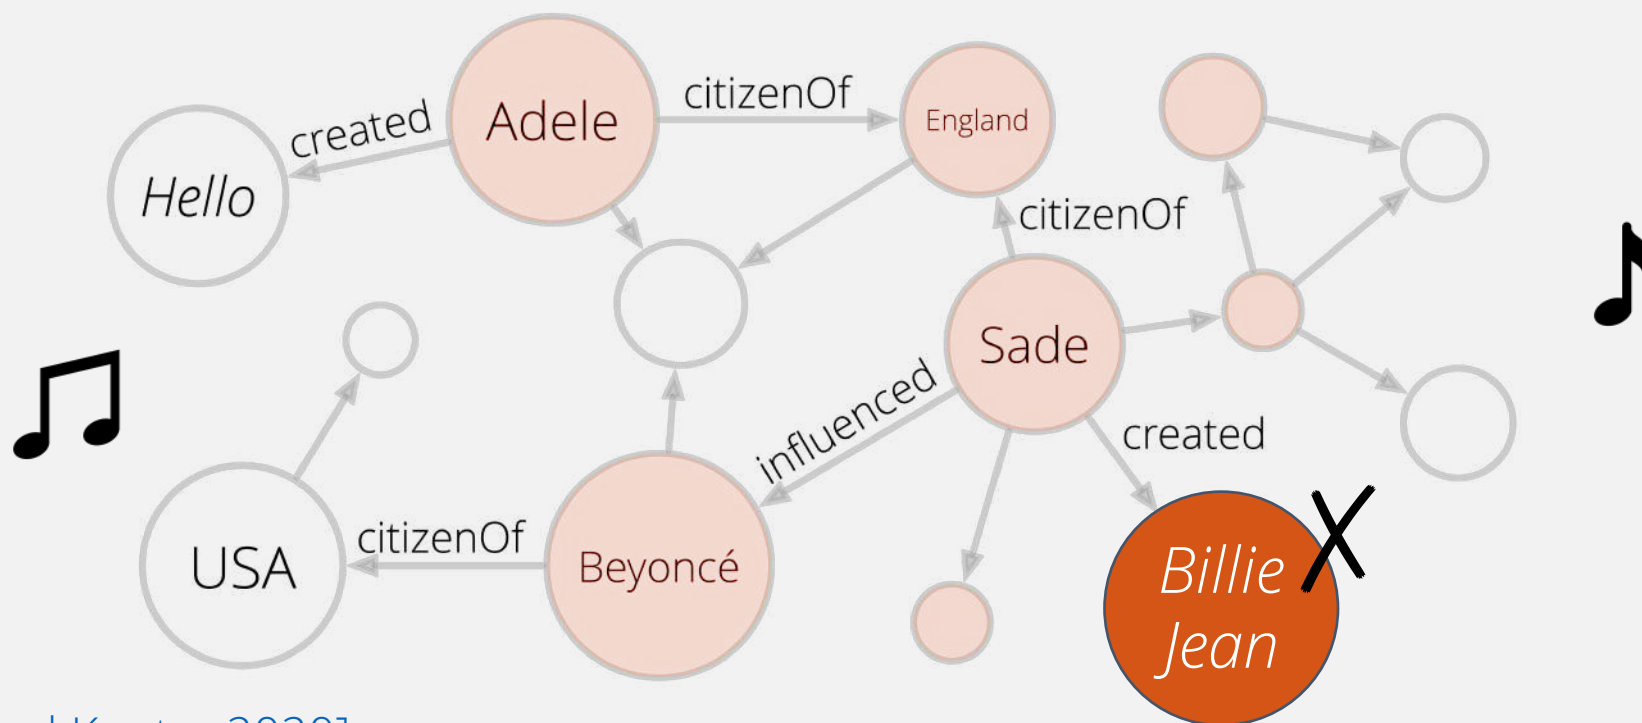 created
Adele
citizenOf
England
Hello
citizenOf
Sade
influenced
created
USA
citizenOf
Beyoncé
Billie
Jean
X